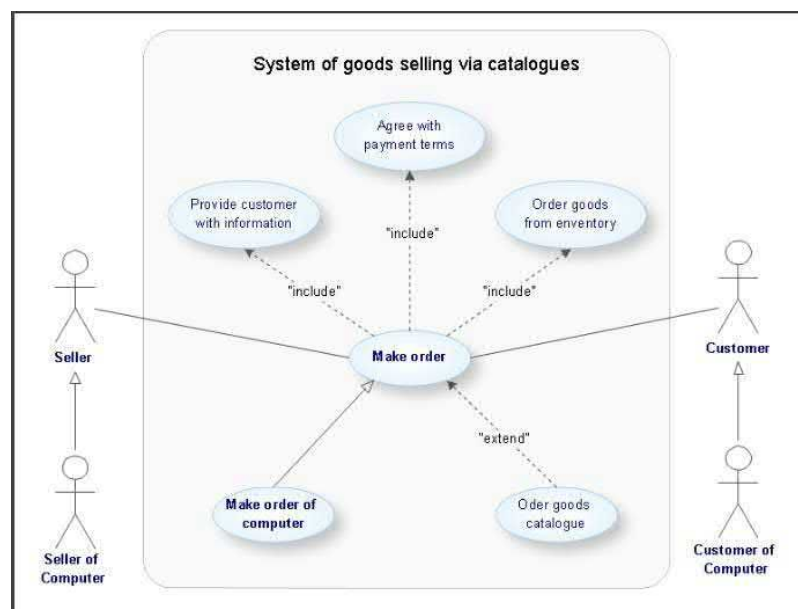 System of goods selling via catalogues
Agree with
payment terms
Provide customer
with information
Order goods
from enventory
"include"
"include"
"include"
Seller
Make order
Customer
"extend"
Make order of
computer
Oder goods
catalogue
Seller of
Computer
Customer of
Computer